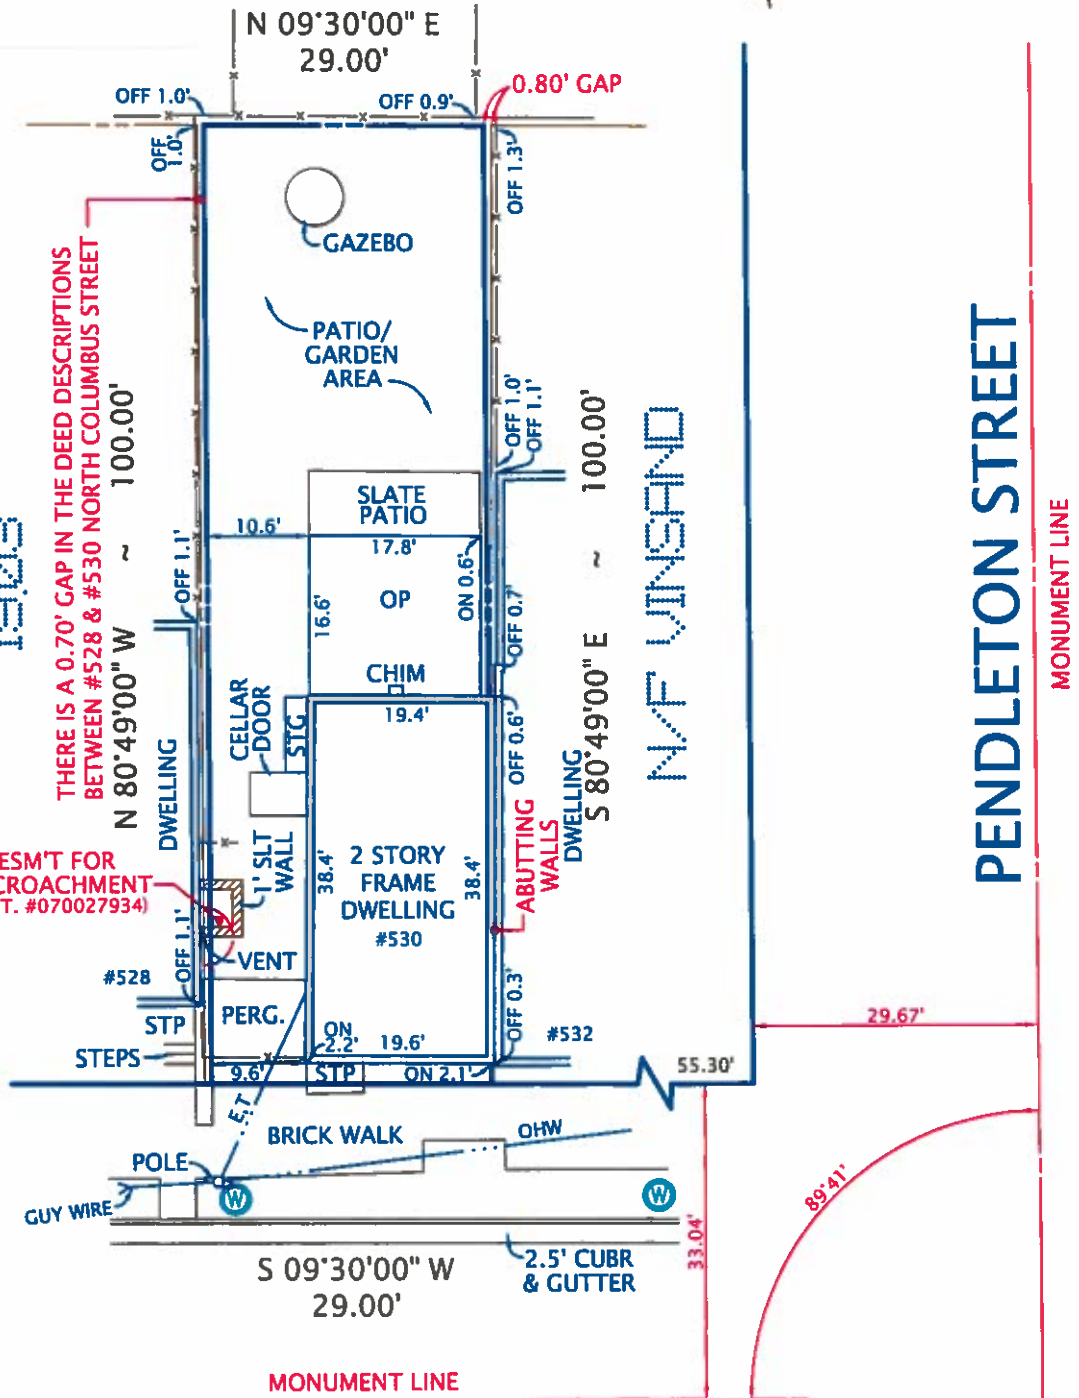 N 09°30'00" E
29.00'
0.80' GAP
OFF 1.0'
OFF 0.9'
OFF
1.0'
OFF 1.3'
GAZEBO
PATIO/
GARDEN
AREA
THERE IS A 0.70' GAP IN THE DEED DESCRIPTIONS
BETWEEN #528 & #530 NORTH COLUMBUS STREET
N 80°49'00" W ~ 100.00'
OFF 1.0'
OFF 1.1'
S 80°49'00" E ~ 100.00'
N/F VINSAND
PENDLETON STREET
MONUMENT LINE
SLATE
PATIO
10.6'
17.8'
OFF 1.1'
ON 0.6'
OFF 0.7'
16.6'
OP
CHIM
19.4'
CELLAR
DOOR
STG
OFF 0.6'
DWELLING
DWELLING
ABUTTING
WALLS
1' SLT
WALL
38.4'
2 STORY
FRAME
DWELLING
#530
38.4'
ESM'T FOR
CROACHMENT
T. #070027934)
OFF 1.1'
VENT
#528
STP
STEPS
PERG.
ON
2.2'
19.6'
OFF 0.3'
#532
9.6'
STP
ON 2.1'
55.30'
29.67'
E.T
BRICK WALK
OHW
POLE
W
W
GUY WIRE
89°41'
33.04'
S 09°30'00" W
29.00'
2.5' CUBR
& GUTTER
MONUMENT LINE